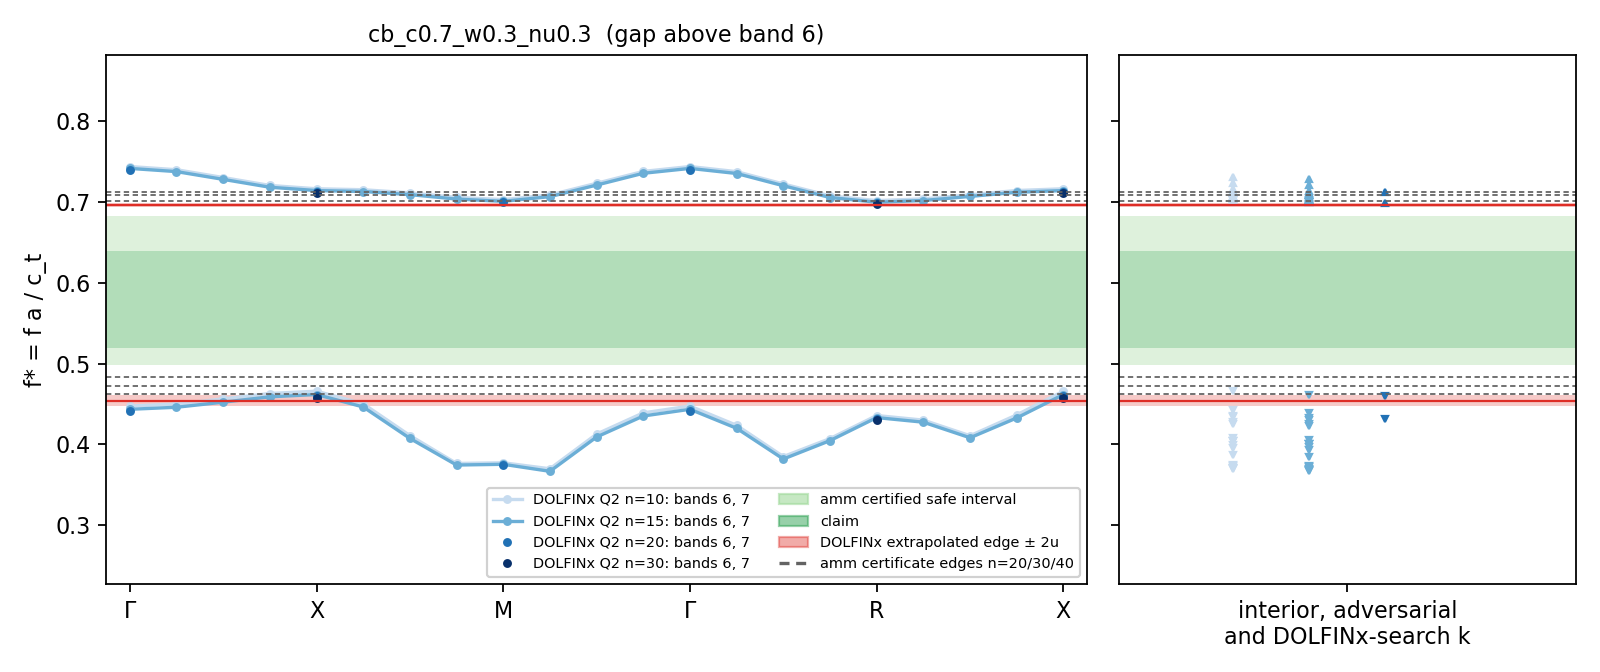 cb_c0.7_w0.3_nu0.3 (gap above band 6)
f* = f a / c_t
0.8
0.7
0.6
0.5
0.4
0.3
DOLFINx Q2 n=10: bands 6, 7
DOLFINx Q2 n=15: bands 6, 7
DOLFINx Q2 n=20: bands 6, 7
DOLFINx Q2 n=30: bands 6, 7
amm certified safe interval
claim
DOLFINx extrapolated edge ± 2u
amm certificate edges n=20/30/40
Γ X M Γ R X
interior, adversarial
and DOLFINx-search k